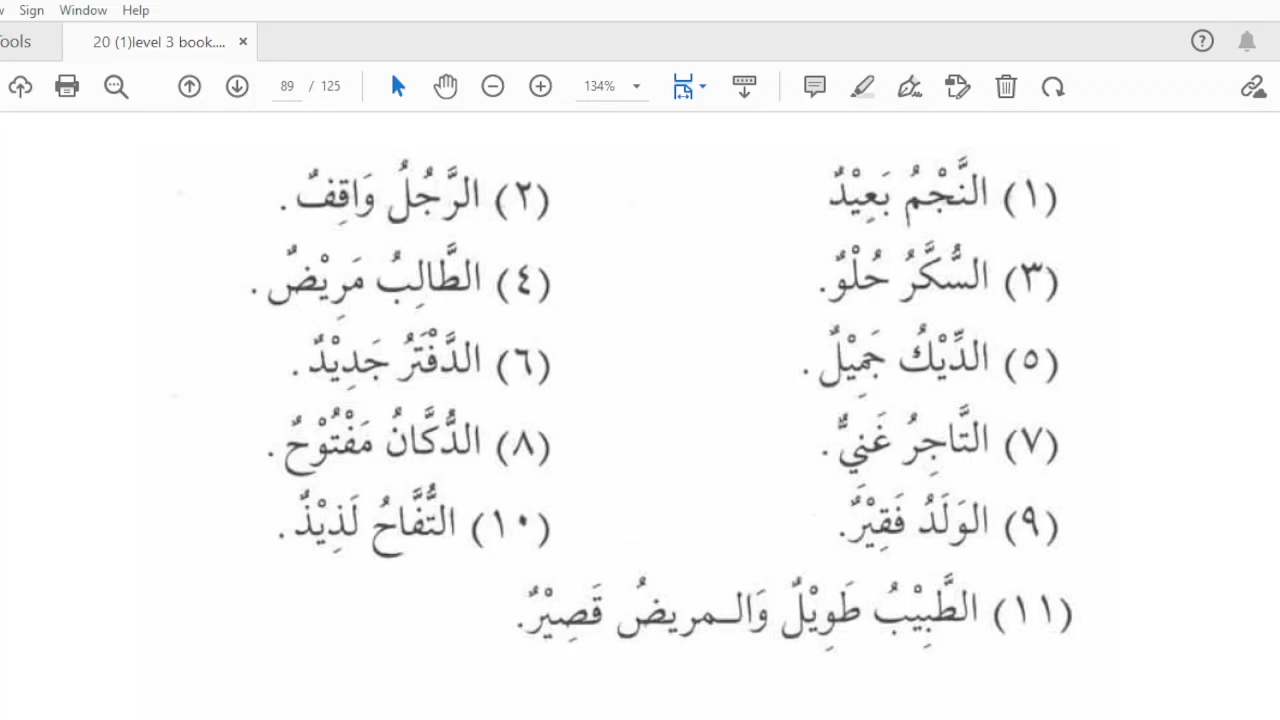 Sign Window Help
ools 20 (1)level 3 book.... ×
89 / 125 134%
(١) النَّجْمُ بَعِيْدٌ (٢) الرَّجُلُ وَاقِفٌ .
(٣) السُّكَّرُ حُلْوٌ. (٤) الطَّالِبُ مَرِيْضٌ .
(٥) الدِّيْكُ جَمِيْلٌ . (٦) الدَّفْتَرُ جَدِيْدٌ .
(٧) التَّاجِرُ غَنِيٌّ . (٨) الدُّكَّانُ مَفْتُوْحٌ .
(٩) الوَلَدُ فَقِيْرٌ. (١٠) التُّفَّاحُ لَذِيْذٌ .
(١١) الطَّبِيْبُ طَوِيْلٌ وَالـمريضُ قَصِيْرٌ.